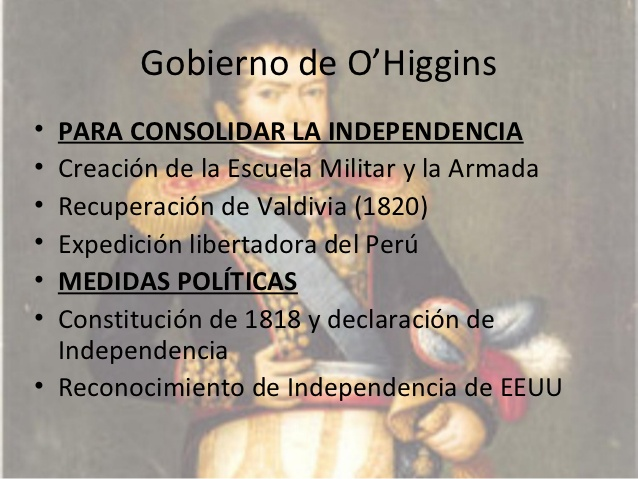 Gobierno de O’Higgins
• PARA CONSOLIDAR LA INDEPENDENCIA
• Creación de la Escuela Militar y la Armada
• Recuperación de Valdivia (1820)
• Expedición libertadora del Perú
• MEDIDAS POLÍTICAS
• Constitución de 1818 y declaración de
Independencia
• Reconocimiento de Independencia de EEUU